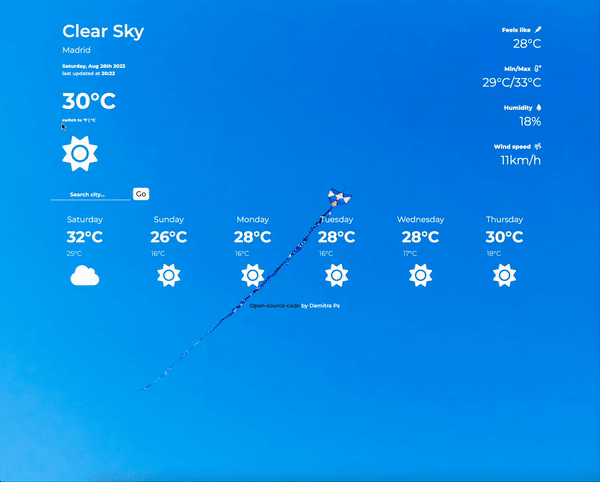 Clear Sky
Madrid
Saturday, Aug 26th 2023
last updated at 20:22
30°C
switch to °F | °C
Feels like
28°C
Min/Max
29°C/33°C
Humidity
18%
Wind speed
11km/h
Search city...
Go
Saturday Sunday Monday Tuesday Wednesday Thursday
32°C 26°C 28°C 28°C 28°C 30°C
25°C 16°C 16°C 16°C 17°C 18°C
Open-source code by Demitra Ps